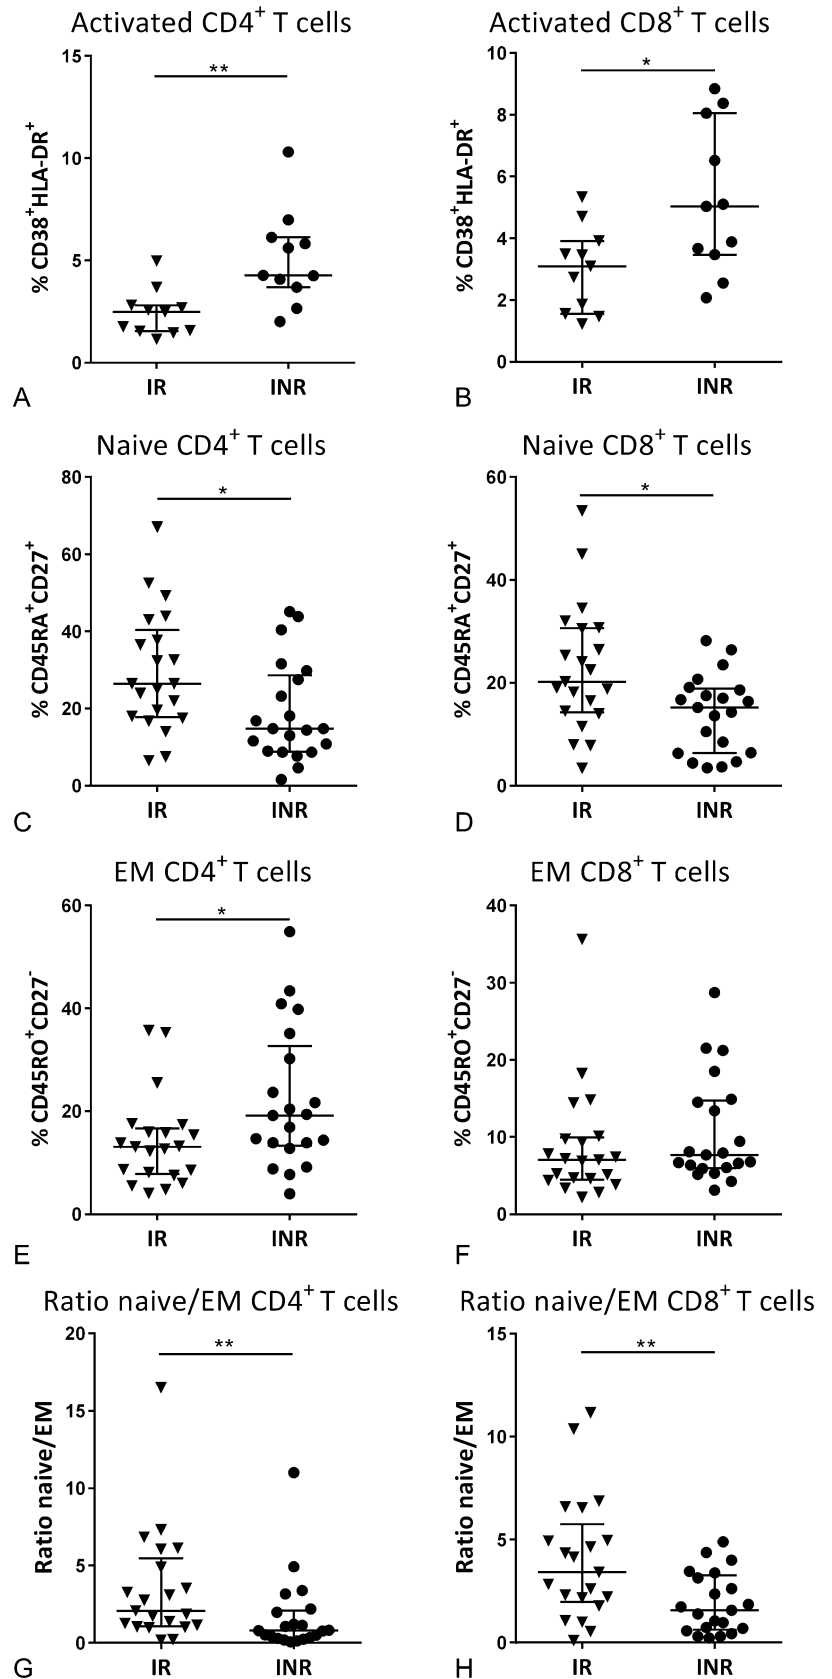 Activated CD4⁺ T cells
**
% CD38⁺HLA-DR⁺
15
10
5
0
IR INR
A
Activated CD8⁺ T cells
*
% CD38⁺HLA-DR⁺
10
8
6
4
2
0
IR INR
B
Naive CD4⁺ T cells
*
% CD45RA⁺CD27⁺
80
60
40
20
0
IR INR
C
Naive CD8⁺ T cells
*
% CD45RA⁺CD27⁺
60
40
20
0
IR INR
D
EM CD4⁺ T cells
*
% CD45RO⁺CD27⁻
60
40
20
0
IR INR
E
EM CD8⁺ T cells
% CD45RO⁺CD27⁻
40
30
20
10
0
IR INR
F
Ratio naive/EM CD4⁺ T cells
**
Ratio naive/EM
20
15
10
5
0
IR INR
G
Ratio naive/EM CD8⁺ T cells
**
Ratio naive/EM
15
10
5
0
IR INR
H